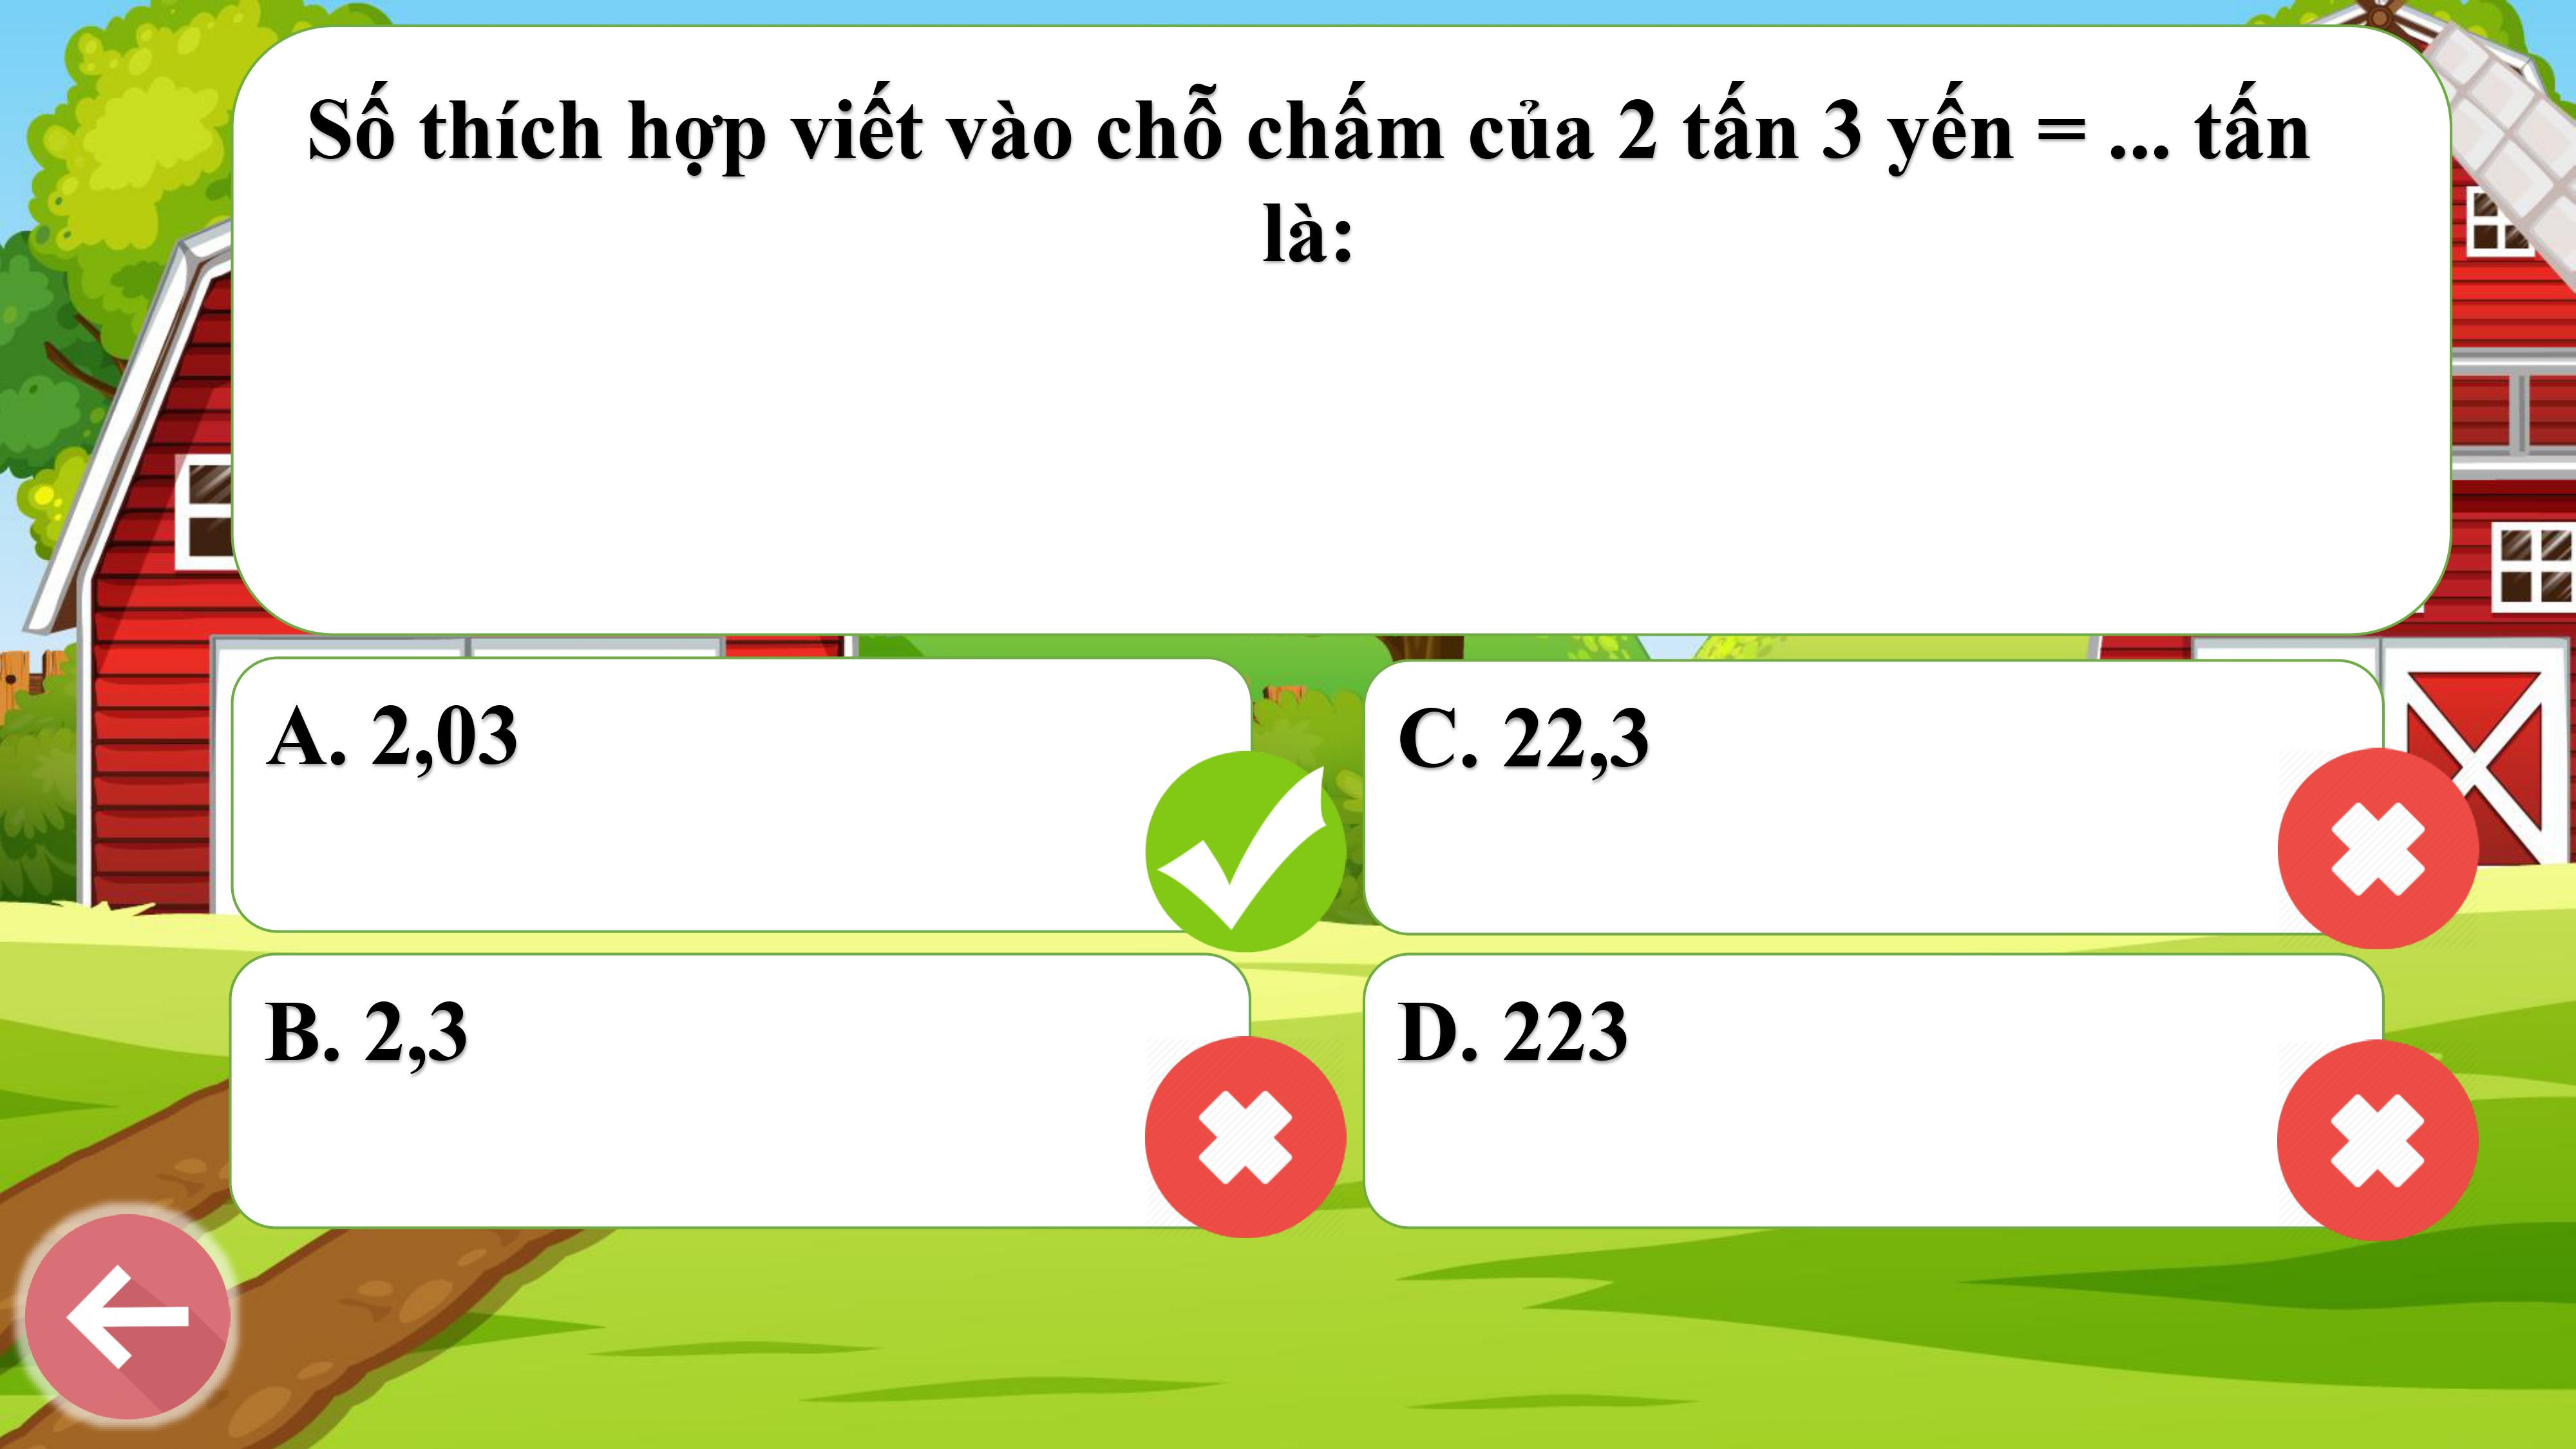 Số thích hợp viết vào chỗ chấm của 2 tấn 3 yến = ... tấn
là:
A. 2,03
C. 22,3
B. 2,3
D. 223